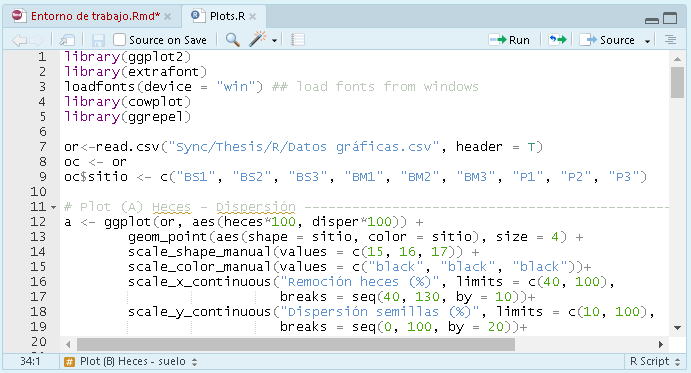 Entorno de trabajo.Rmd* Plots.R
Source on Save Run Source
1 library(ggplot2)
2 library(extrafont)
3 loadfonts(device = "win") ## load fonts from windows
4 library(cowplot)
5 library(ggrepel)
6
7 or<-read.csv("Sync/Thesis/R/Datos gráficas.csv", header = T)
8 oc <- or
9 oc$sitio <- c("BS1", "BS2", "BS3", "BM1", "BM2", "BM3", "P1", "P2", "P3")
10
11 # Plot (A) Heces - Dispersión ----------------------------------------
12 a <- ggplot(or, aes(heces*100, disper*100)) +
13 geom_point(aes(shape = sitio, color = sitio), size = 4) +
14 scale_shape_manual(values = c(15, 16, 17)) +
15 scale_color_manual(values = c("black", "black", "black"))+
16 scale_x_continuous("Remoción heces (%)", limits = c(40, 100),
17 breaks = seq(40, 130, by = 10))+
18 scale_y_continuous("Dispersión semillas (%)", limits = c(10, 100),
19 breaks = seq(0, 100, by = 20))+
20
34:1 # Plot (B) Heces - suelo R Script